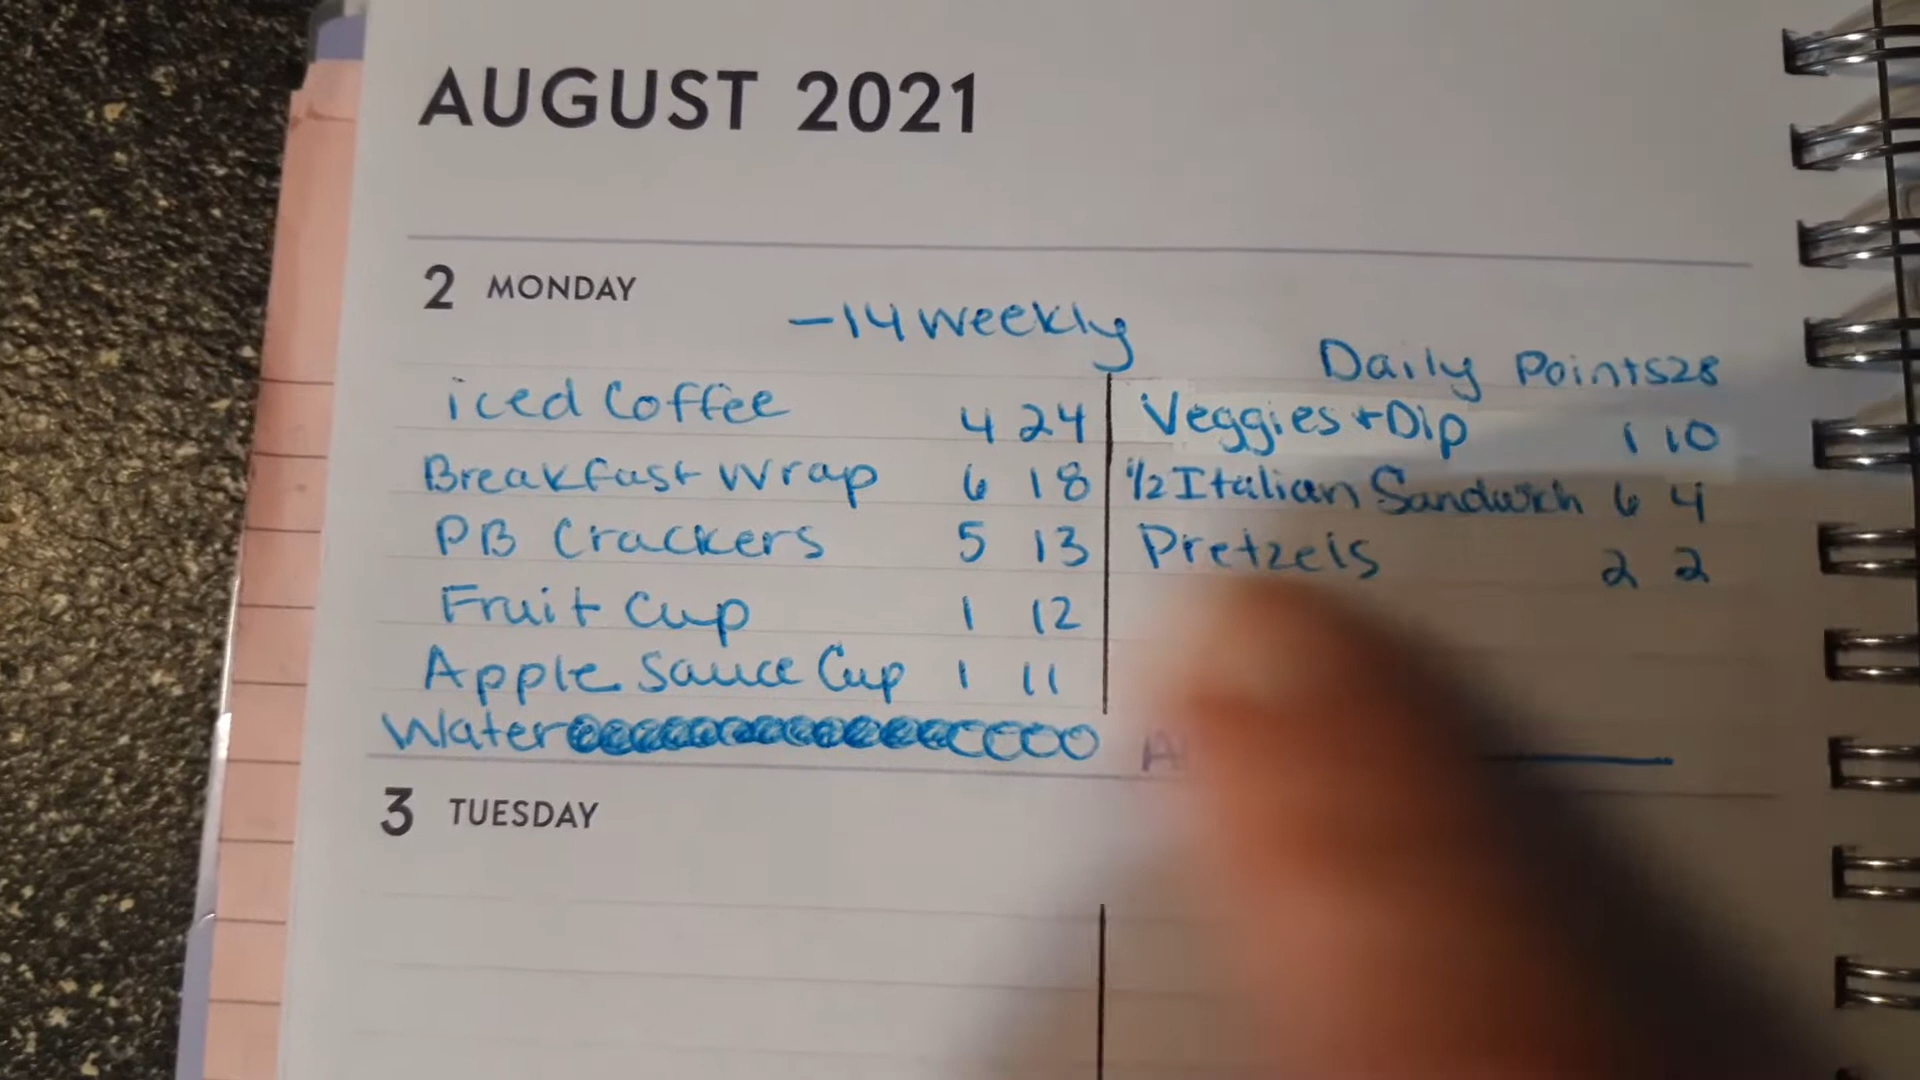 AUGUST 2021
2 MONDAY
-14 weekly
Daily Points 28
iced Coffee 4 24
Breakfast Wrap 6 18
PB Crackers 5 13
Fruit Cup 1 12
Apple Sauce Cup 1 11
Water
Veggies + Dip 1 10
1/2 Italian Sandwich 6 4
Pretzels 2 2
3 TUESDAY